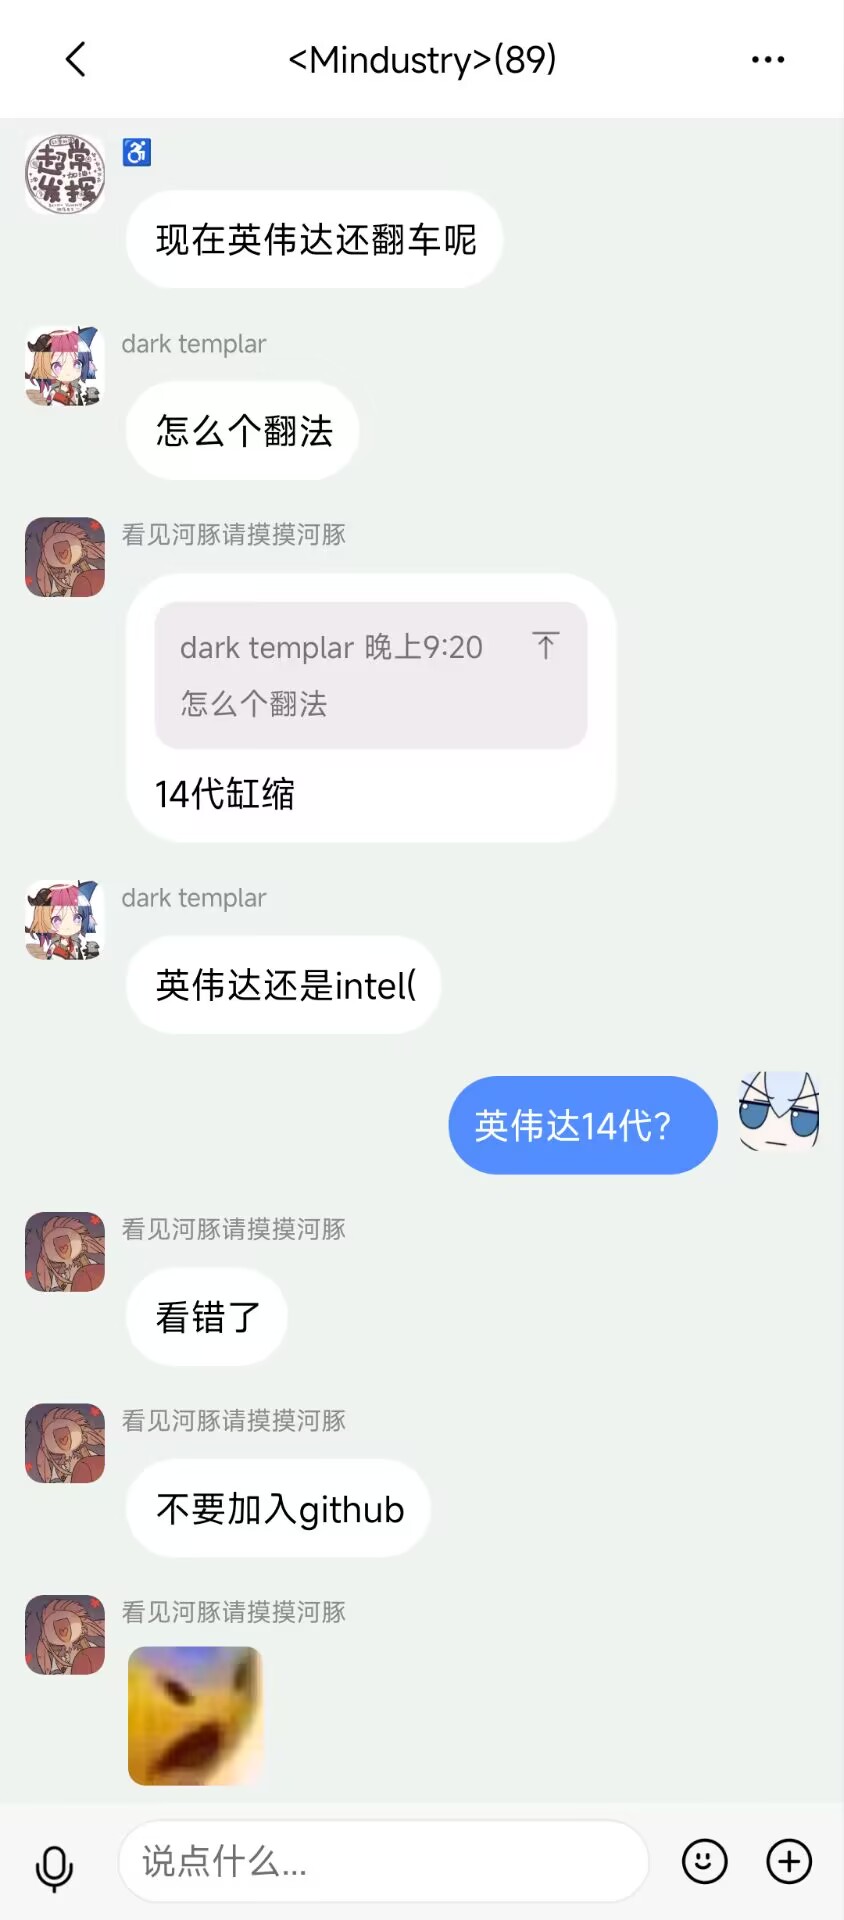 <Mindustry>(89)
超常发挥
♿
现在英伟达还翻车呢
dark templar
怎么个翻法
看见河豚请摸摸河豚
dark templar 晚上9:20
怎么个翻法
14代缸缩
dark templar
英伟达还是intel(
英伟达14代?
看见河豚请摸摸河豚
看错了
看见河豚请摸摸河豚
不要加入github
看见河豚请摸摸河豚
说点什么...